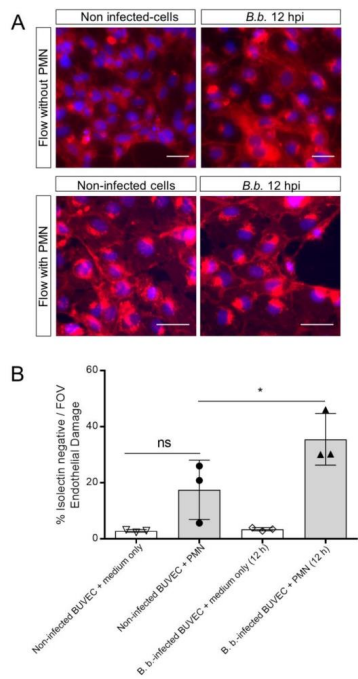 A
Non infected-cells
B.b. 12 hpi
Flow without PMN
Non-infected cells
B.b. 12 hpi
Flow with PMN
B
% Isolectin negative / FOV
Endothelial Damage
60
40
20
0
ns
*
Non-infected BUVEC + medium only
Non-infected BUVEC + PMN
B. b.-infected BUVEC + medium only (12 h)
B. b.-infected BUVEC + PMN (12 h)